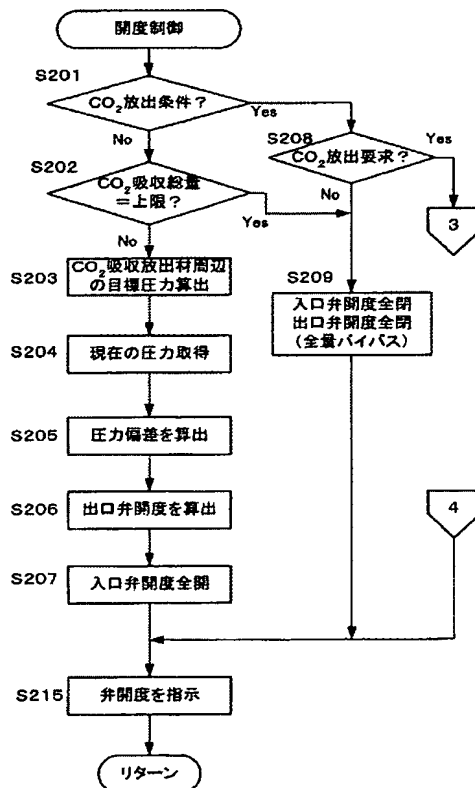 開度制御
S201
CO₂放出条件？
Yes
No
S208
CO₂放出要求？
Yes
No
3
S202
CO₂吸収総量
＝上限？
Yes
No
S203
CO₂吸収放出材周辺
の目標圧力算出
S209
入口弁開度全閉
出口弁開度全閉
(全量バイパス)
S204
現在の圧力取得
S205
圧力偏差を算出
S206
出口弁開度を算出
4
S207
入口弁開度全開
S215
弁開度を指示
リターン